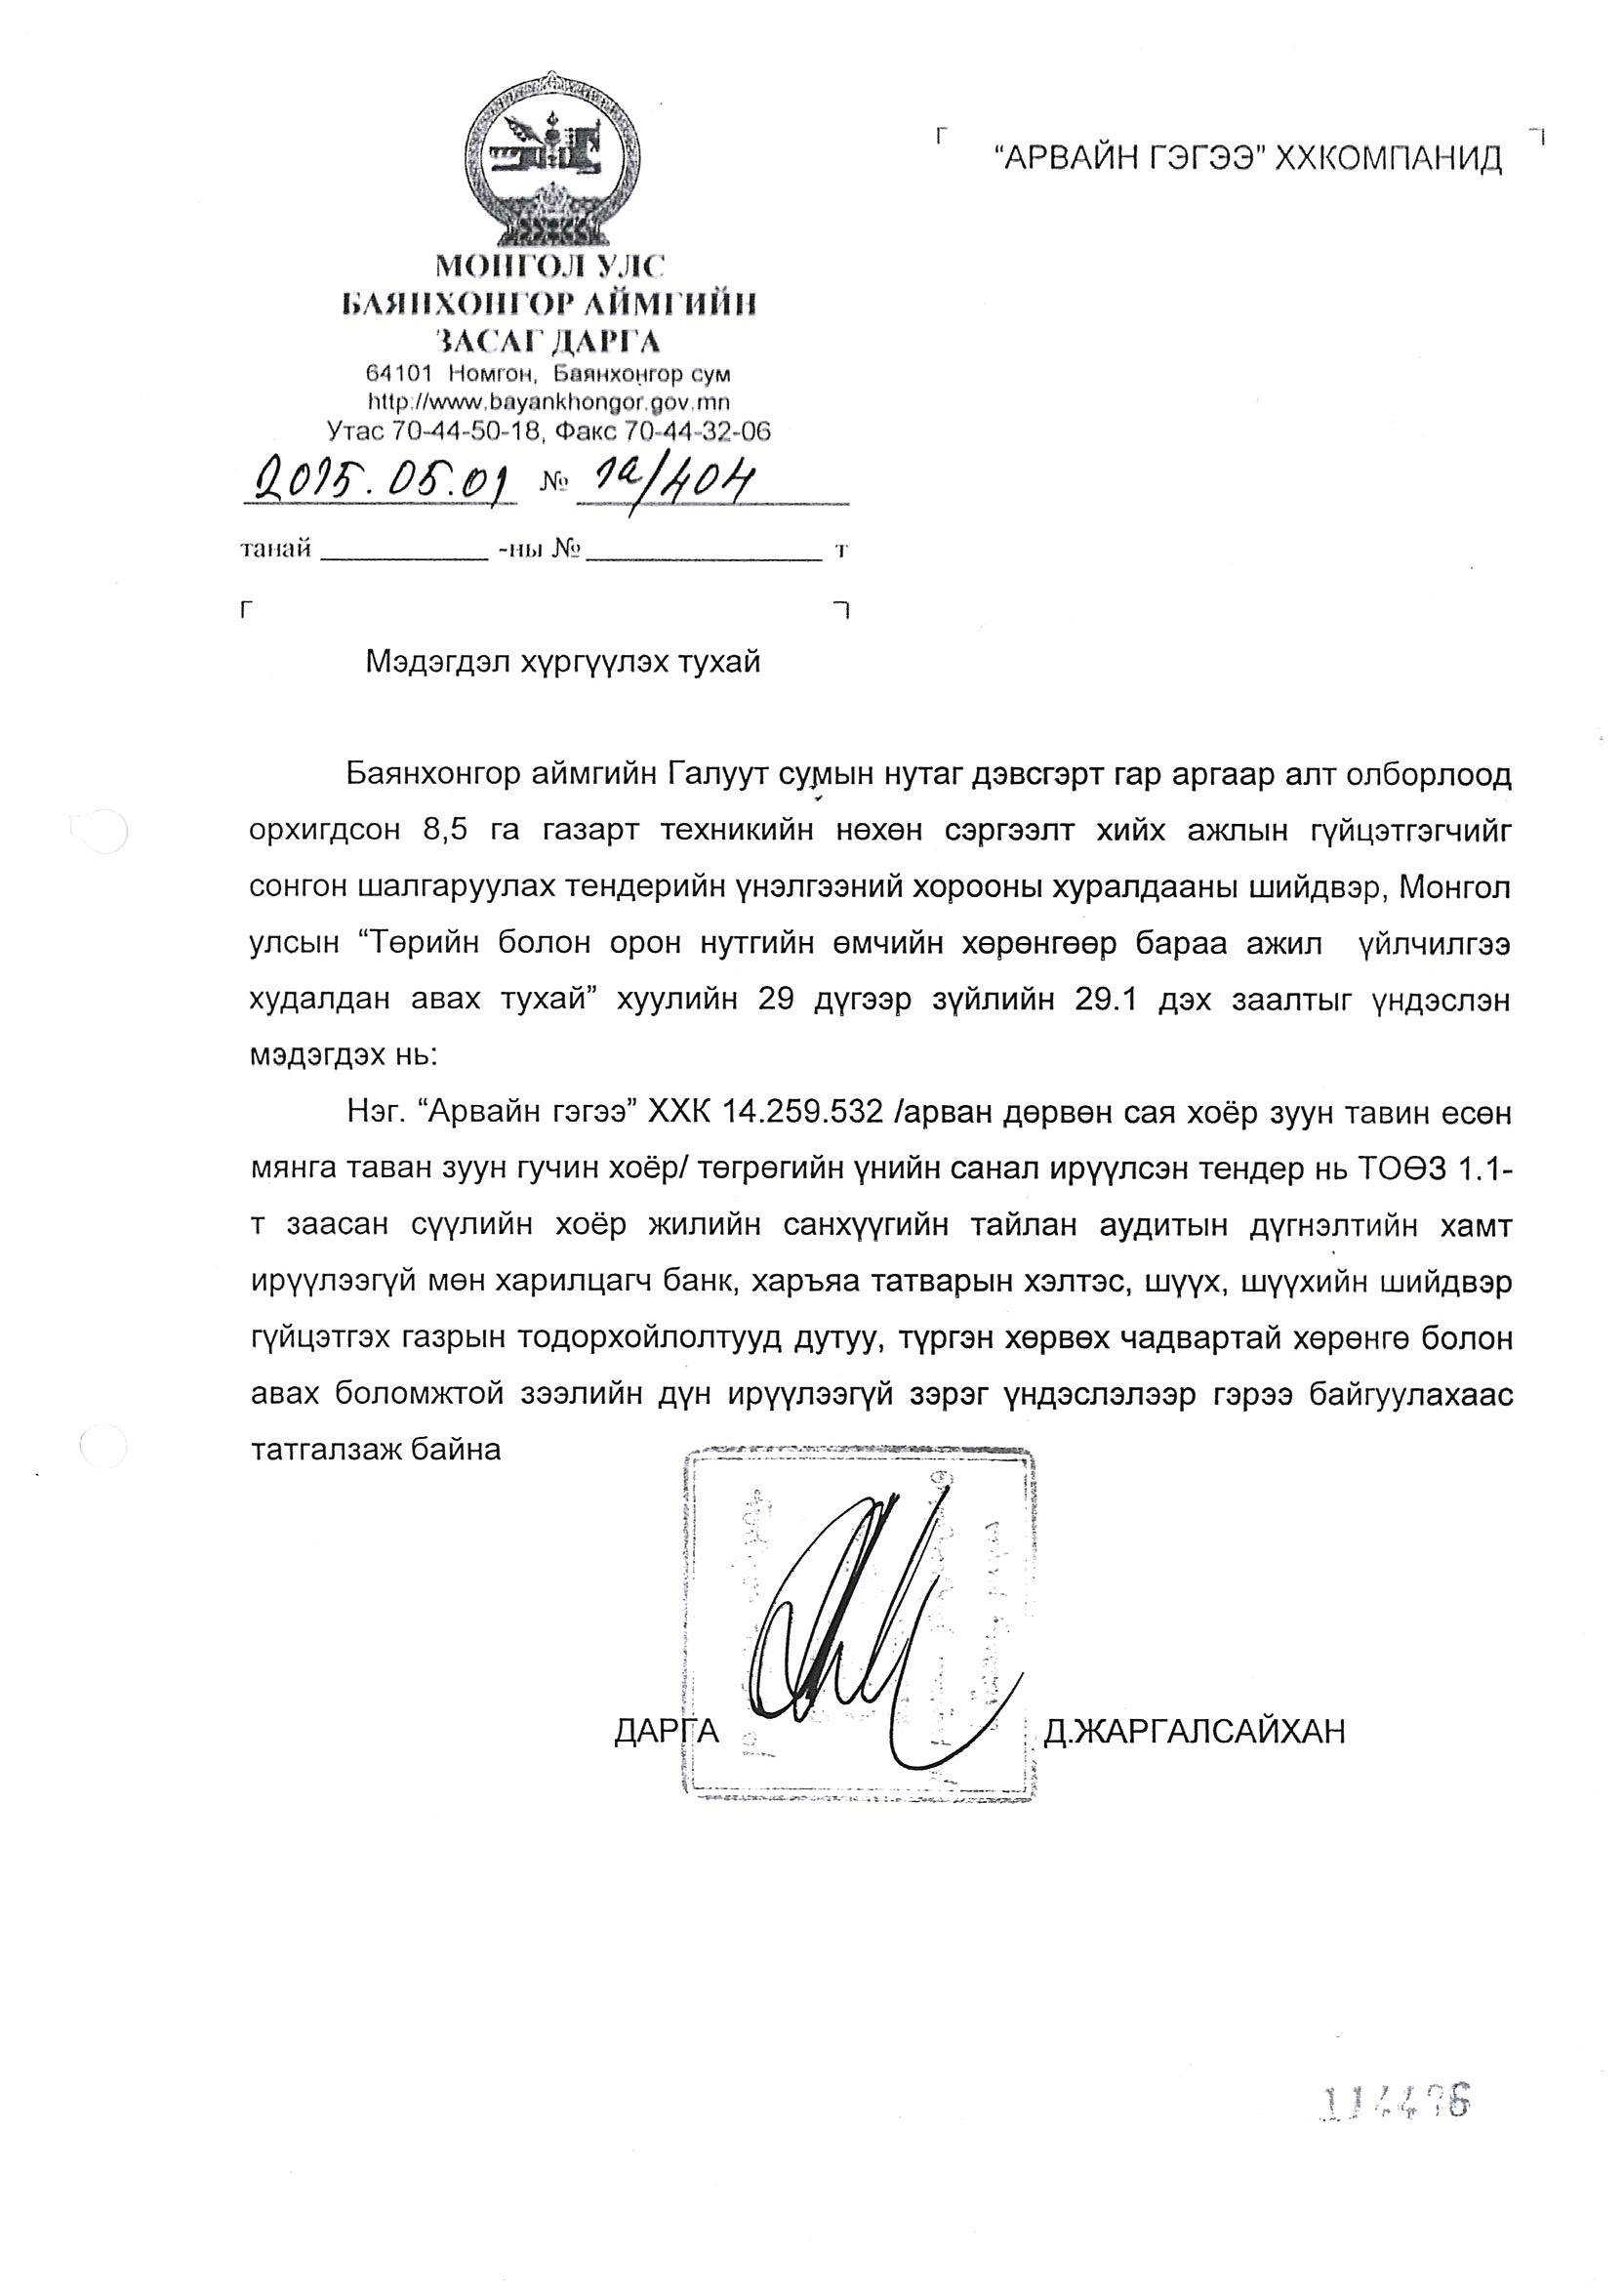 МОНГОЛ УЛС
БАЯНХОНГОР АЙМГИЙН
ЗАСАГ ДАРГА
64101 Номгон, Баянхонгор сум
http://www.bayankhongor.gov.mn
Утас 70-44-50-18, Факс 70-44-32-06
2015.05.01 № 1а/404
танай ____________ -ны № ________________ т
“АРВАЙН ГЭГЭЭ” ХХКОМПАНИД
Мэдэгдэл хүргүүлэх тухай
Баянхонгор аймгийн Галуут сумын нутаг дэвсгэрт гар аргаар алт олборлоод
орхигдсон 8,5 га газарт техникийн нөхөн сэргээлт хийх ажлын гүйцэтгэгчийг
сонгон шалгаруулах тендерийн үнэлгээний хорооны хуралдааны шийдвэр, Монгол
улсын “Төрийн болон орон нутгийн өмчийн хөрөнгөөр бараа ажил үйлчилгээ
худалдан авах тухай” хуулийн 29 дүгээр зүйлийн 29.1 дэх заалтыг үндэслэн
мэдэгдэх нь:
Нэг. “Арвайн гэгээ” ХХК 14.259.532 /арван дөрвөн сая хоёр зуун тавин есөн
мянга таван зуун гучин хоёр/ төгрөгийн үнийн санал ирүүлсэн тендер нь ТОӨЗ 1.1-
т заасан сүүлийн хоёр жилийн санхүүгийн тайлан аудитын дүгнэлтийн хамт
ирүүлээгүй мөн харилцагч банк, харъяа татварын хэлтэс, шүүх, шүүхийн шийдвэр
гүйцэтгэх газрын тодорхойлолтууд дутуу, түргэн хөрвөх чадвартай хөрөнгө болон
авах боломжтой зээлийн дүн ирүүлээгүй зэрэг үндэслэлээр гэрээ байгуулахаас
татгалзаж байна
ДАРГА Д.ЖАРГАЛСАЙХАН